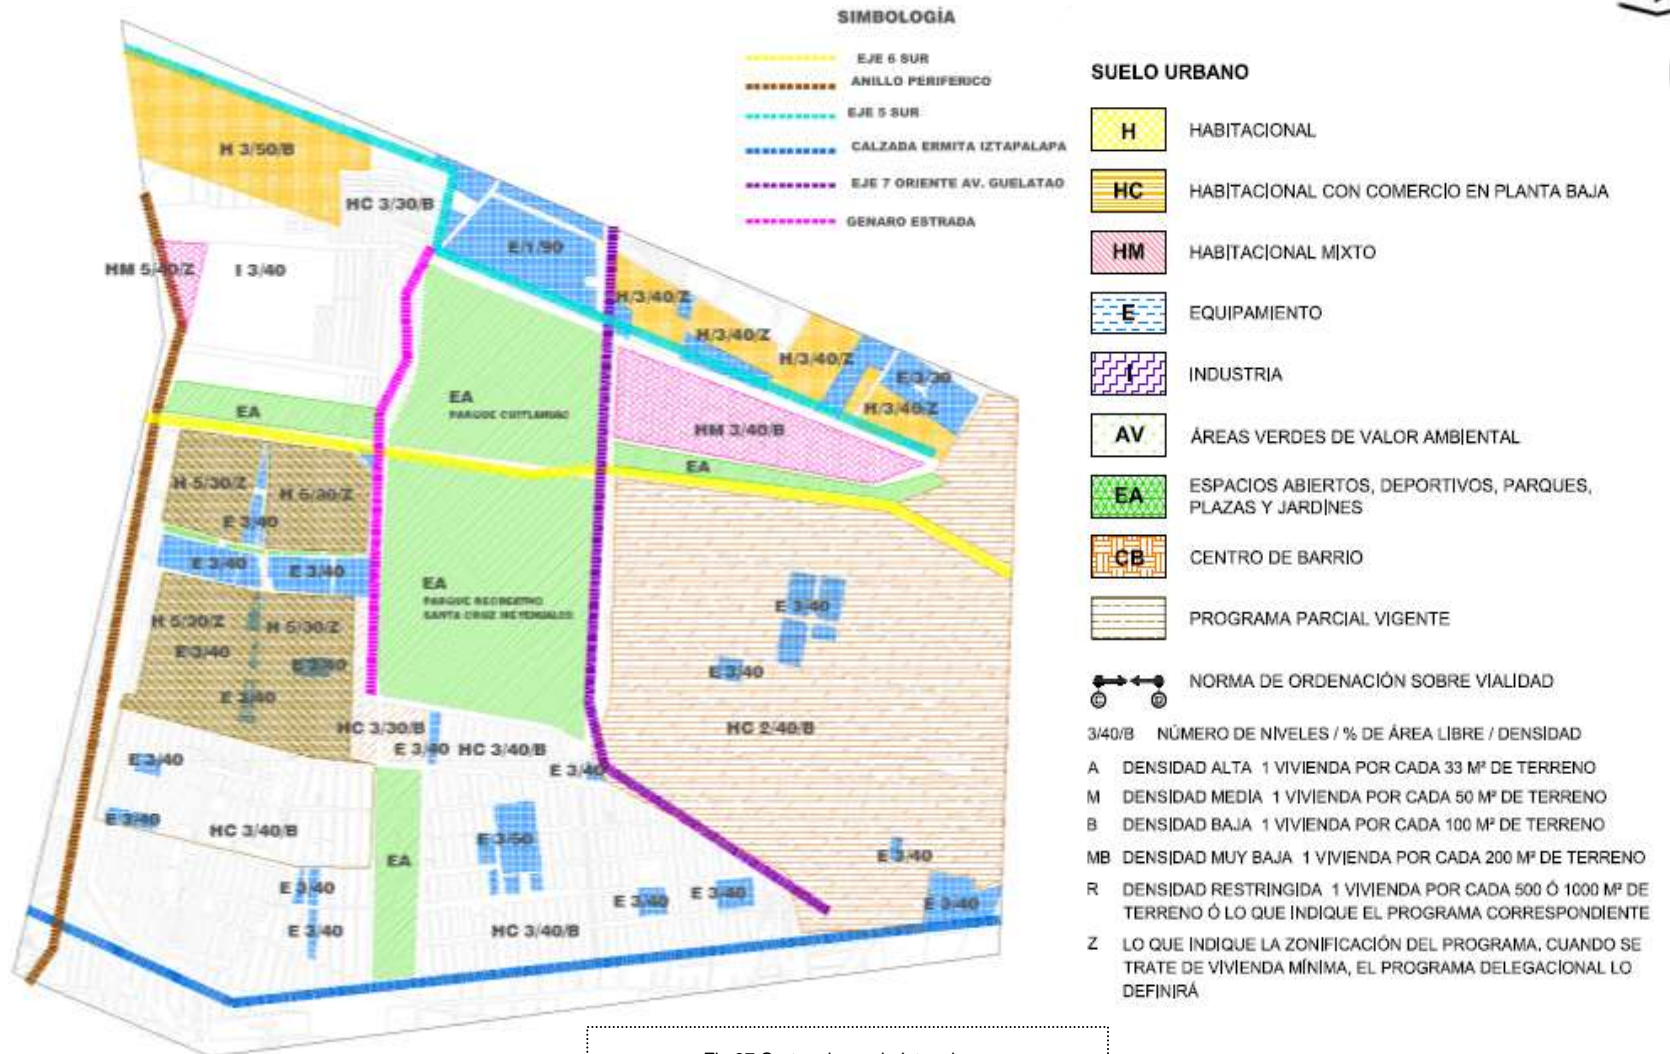 SIMBOLOGÍA
EJE 6 SUR
ANILLO PERIFERICO
EJE 5 SUR
CALZADA ERMITA IZTAPALAPA
EJE 7 ORIENTE AV. GUELATAO
GENARO ESTRADA
SUELO URBANO
H HABITACIONAL
HC HABITACIONAL CON COMERCIO EN PLANTA BAJA
HM HABITACIONAL MIXTO
E EQUIPAMIENTO
I INDUSTRIA
AV ÁREAS VERDES DE VALOR AMBIENTAL
EA ESPACIOS ABIERTOS, DEPORTIVOS, PARQUES,
PLAZAS Y JARDINES
CB CENTRO DE BARRIO
PROGRAMA PARCIAL VIGENTE
NORMA DE ORDENACIÓN SOBRE VIALIDAD
3/40/B NÚMERO DE NIVELES / % DE ÁREA LIBRE / DENSIDAD
A DENSIDAD ALTA 1 VIVIENDA POR CADA 33 M² DE TERRENO
M DENSIDAD MEDIA 1 VIVIENDA POR CADA 50 M² DE TERRENO
B DENSIDAD BAJA 1 VIVIENDA POR CADA 100 M² DE TERRENO
MB DENSIDAD MUY BAJA 1 VIVIENDA POR CADA 200 M² DE TERRENO
R DENSIDAD RESTRINGIDA 1 VIVIENDA POR CADA 500 Ó 1000 M² DE
TERRENO Ó LO QUE INDIQUE EL PROGRAMA CORRESPONDIENTE
Z LO QUE INDIQUE LA ZONIFICACIÓN DEL PROGRAMA. CUANDO SE
TRATE DE VIVIENDA MÍNIMA, EL PROGRAMA DELEGACIONAL LO
DEFINIRÁ
H 3/50/B
HC 3/30/B
E/1/90
HM 5/40/Z
I 3/40
H/3/40/Z
H/3/40/Z
H/3/40/Z
E/3/30
H/3/40/Z
EA
EA
PARQUE CUITLAHUAC
HM 3/40/B
EA
H 5/30/Z
H 5/30/Z
E 3/40
E 3/40
E 3/40
EA
PARQUE RECREATIVO
SANTA CRUZ MEYEHUALCO
E 3/40
H 5/30/Z
H 5/30/Z
E 3/40
E 3/40
E 3/40
E 3/40
HC 3/30/B
E 3/40
HC 3/40/B
HC 2/40/B
E 3/40
E 3/40
E 3/40
HC 3/40/B
E 3/50
EA
E 3/40
E 3/40
E 3/40
E 3/40
E 3/40
E 3/40
E 3/40
HC 3/40/B